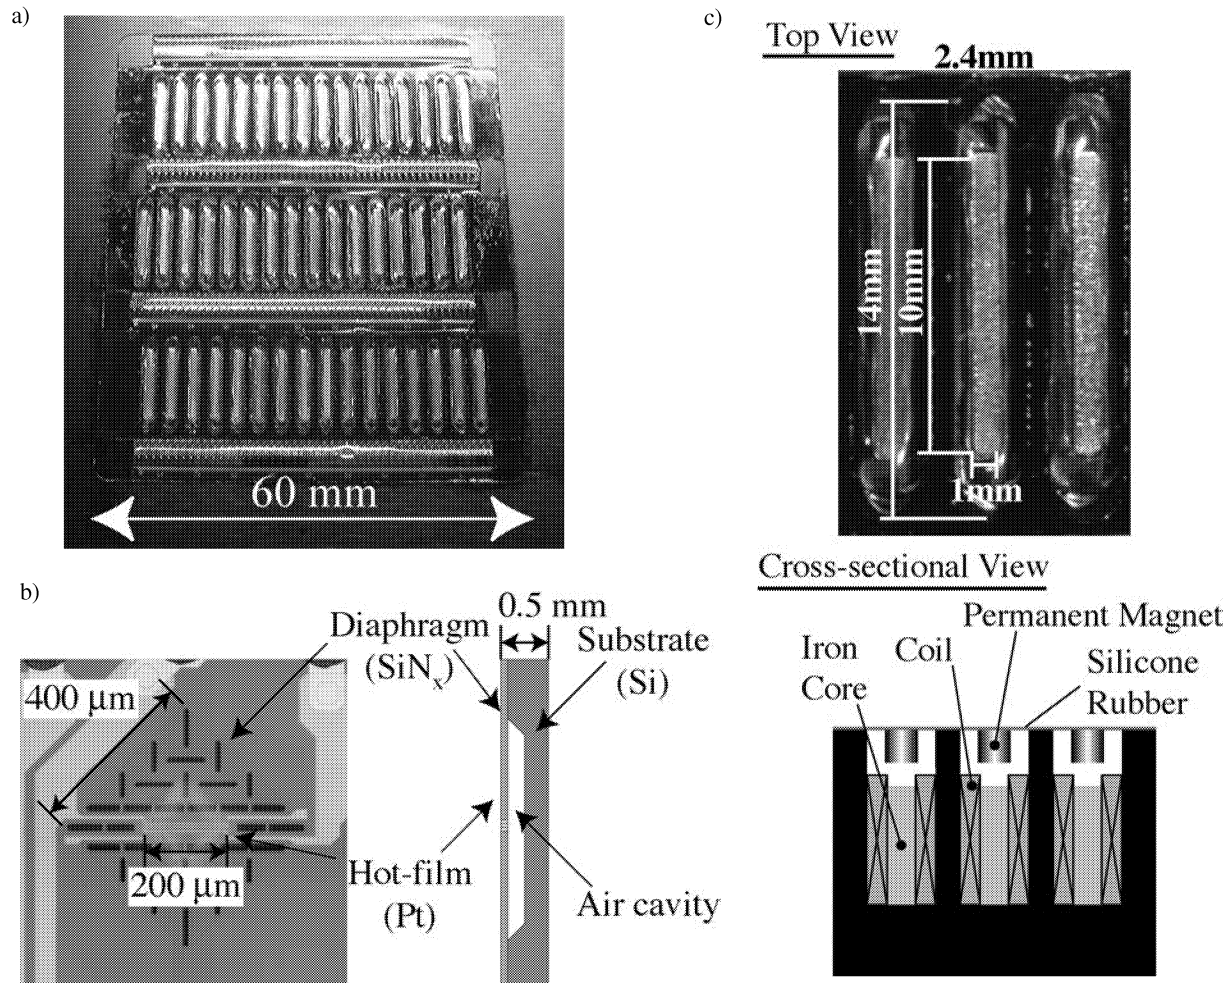 a)
60 mm
b)
400 μm
200 μm
Diaphragm
(SiNx)
Hot-film
(Pt)
0.5 mm
Substrate
(Si)
Air cavity
c)
Top View
2.4mm
14mm
10mm
1mm
Cross-sectional View
Permanent Magnet
Iron
Core
Coil
Silicone
Rubber